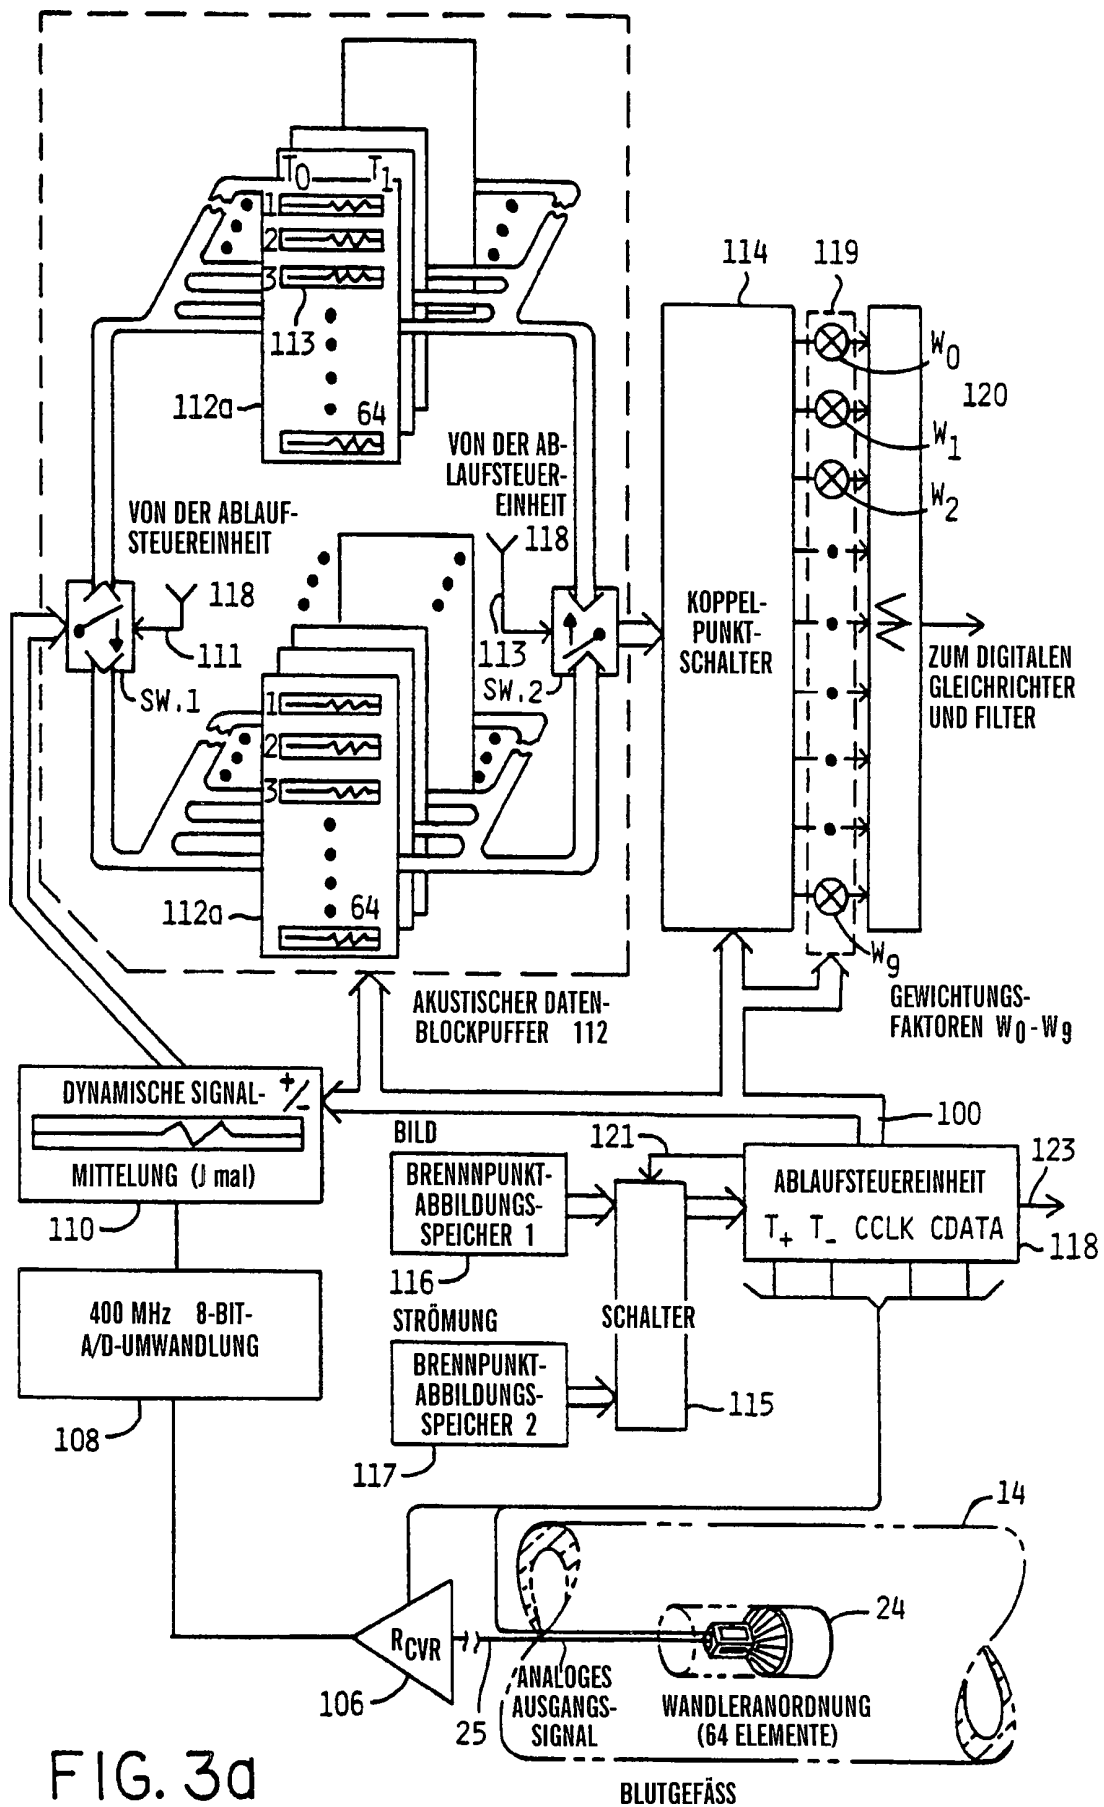 T0 T1
1
2
3
113
64
112a
114
119
W0
120
W1
W2
VON DER AB-
LAUFSTEUER-
EINHEIT
118
VON DER ABLAUF-
STEUEREINHEIT
118
111
SW.1
113
SW.2
KOPPEL-
PUNKT-
SCHALTER
ZUM DIGITALEN
GLEICHRICHTER
UND FILTER
1
2
3
64
112a
W9
GEWICHTUNGS-
FAKTOREN W0-W9
AKUSTISCHER DATEN-
BLOCKPUFFER 112
DYNAMISCHE SIGNAL- +/-
MITTELUNG (J mal)
110
100
BILD
121
123
BRENNNPUNKT-
ABBILDUNGS-
SPEICHER 1
116
ABLAUFSTEUEREINHEIT
T+ T- CCLK CDATA
118
400 MHz 8-BIT-
A/D-UMWANDLUNG
108
STRÖMUNG
SCHALTER
BRENNPUNKT-
ABBILDUNGS-
SPEICHER 2
115
117
14
24
RCVR
106
25
ANALOGES
AUSGANGS-
SIGNAL
WANDLERANORDNUNG
(64 ELEMENTE)
BLUTGEFÄSS
FIG. 3a